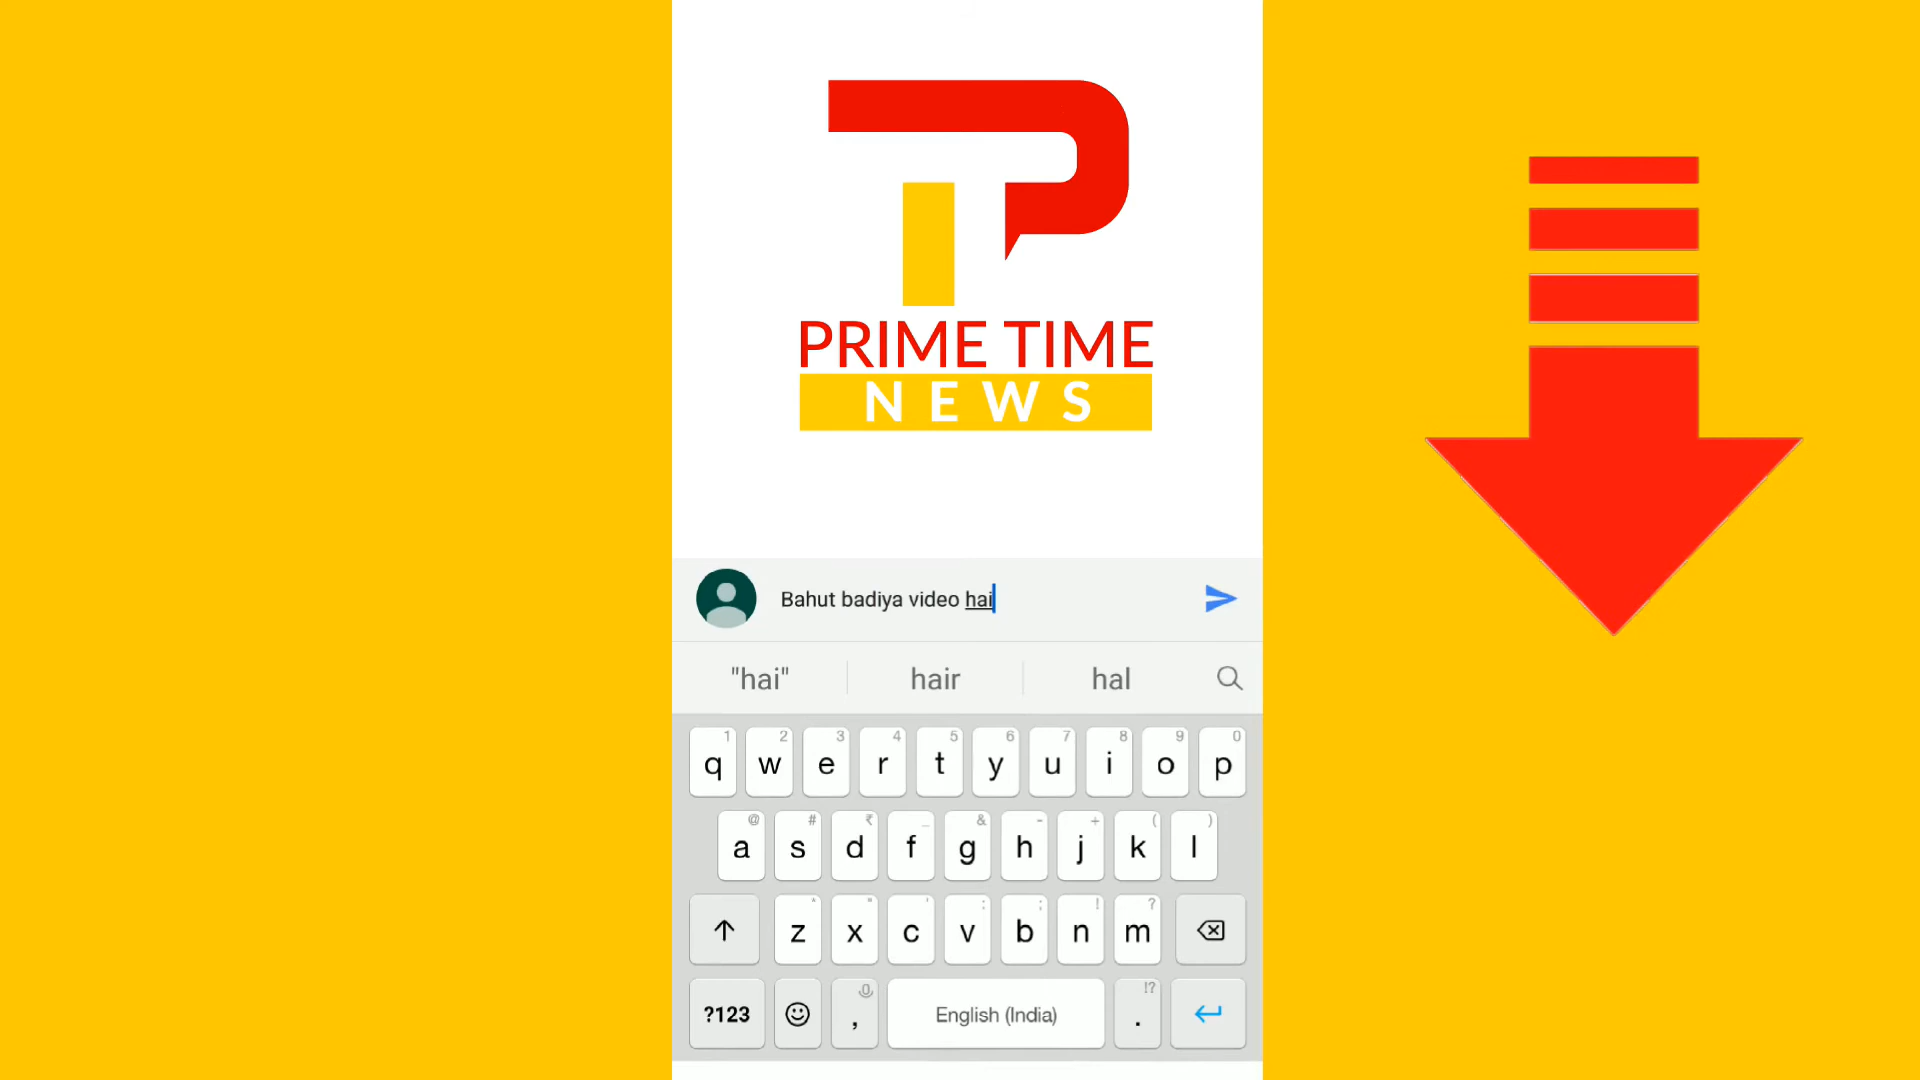 PRIME TIME
NEWS
Bahut badiya video hai
"hai" hair hal
1 2 3 4 5 6 7 8 9 0
q w e r t y u i o p
@ # ₹ _ & - + ( )
a s d f g h j k l
* " ' : ; ! ?
z x c v b n m
!?
?123 , English (India) .